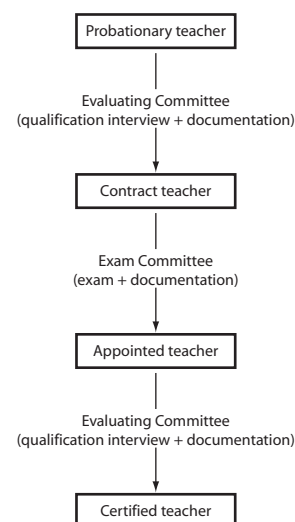 Probationary teacher
Evaluating Committee
(qualification interview + documentation)
Contract teacher
Exam Committee
(exam + documentation)
Appointed teacher
Evaluating Committee
(qualification interview + documentation)
Certified teacher